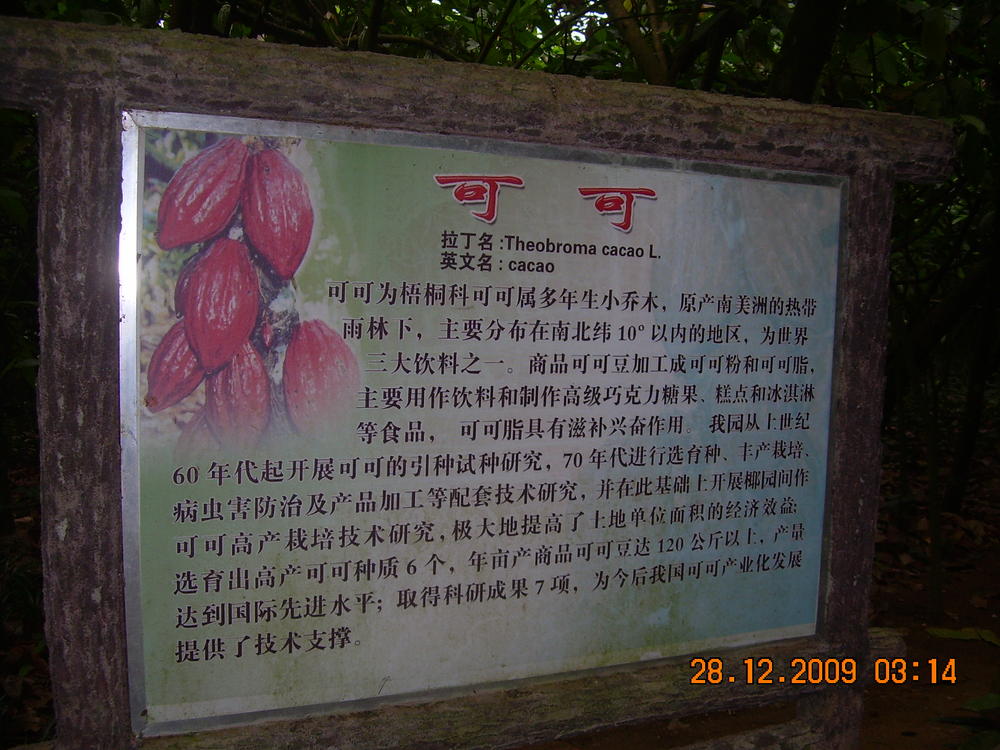 可 可
拉丁名:Theobroma cacao L.
英文名:cacao
可可为梧桐科可可属多年生小乔木，原产南美洲的热带
雨林下，主要分布在南北纬10°以内的地区，为世界
三大饮料之一。商品可可豆加工成可可粉和可可脂，
主要用作饮料和制作高级巧克力糖果、糕点和冰淇淋
等食品，可可脂具有滋补兴奋作用。我园从上世纪
60年代起开展可可的引种试种研究，70年代进行选育种、丰产栽培、
病虫害防治及产品加工等配套技术研究，并在此基础上开展椰园间作
可可高产栽培技术研究，极大地提高了土地单位面积的经济效益；
选育出高产可可种质6个，年亩产商品可可豆达120公斤以上，产量
达到国际先进水平；取得科研成果7项，为今后我国可可产业化发展
提供了技术支撑。
28.12.2009 03:14